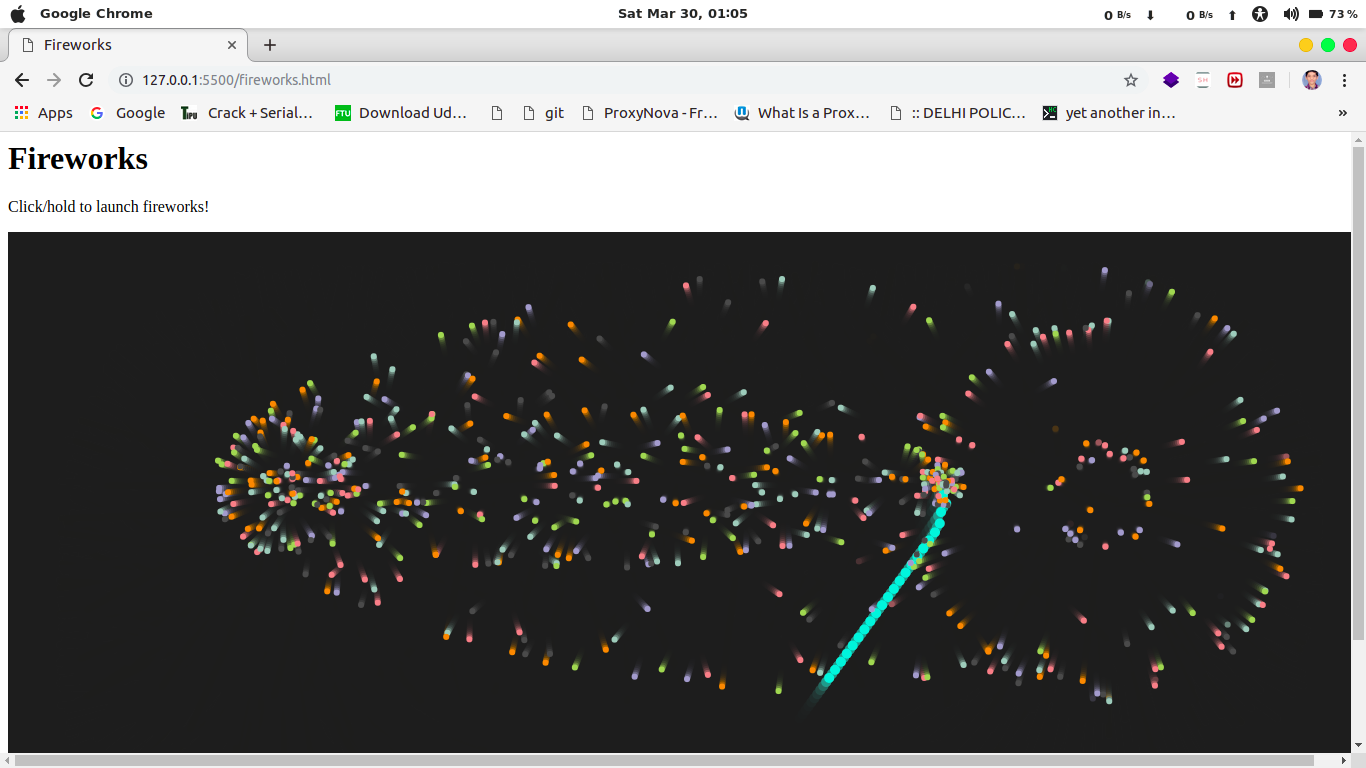 Google Chrome Sat Mar 30, 01:05 0 B/s 0 B/s 73 %
Fireworks
127.0.0.1:5500/fireworks.html
Apps Google Crack + Serial… Download Ud… git ProxyNova - Fr… What Is a Prox… :: DELHI POLIC… yet another in… »
Fireworks
Click/hold to launch fireworks!